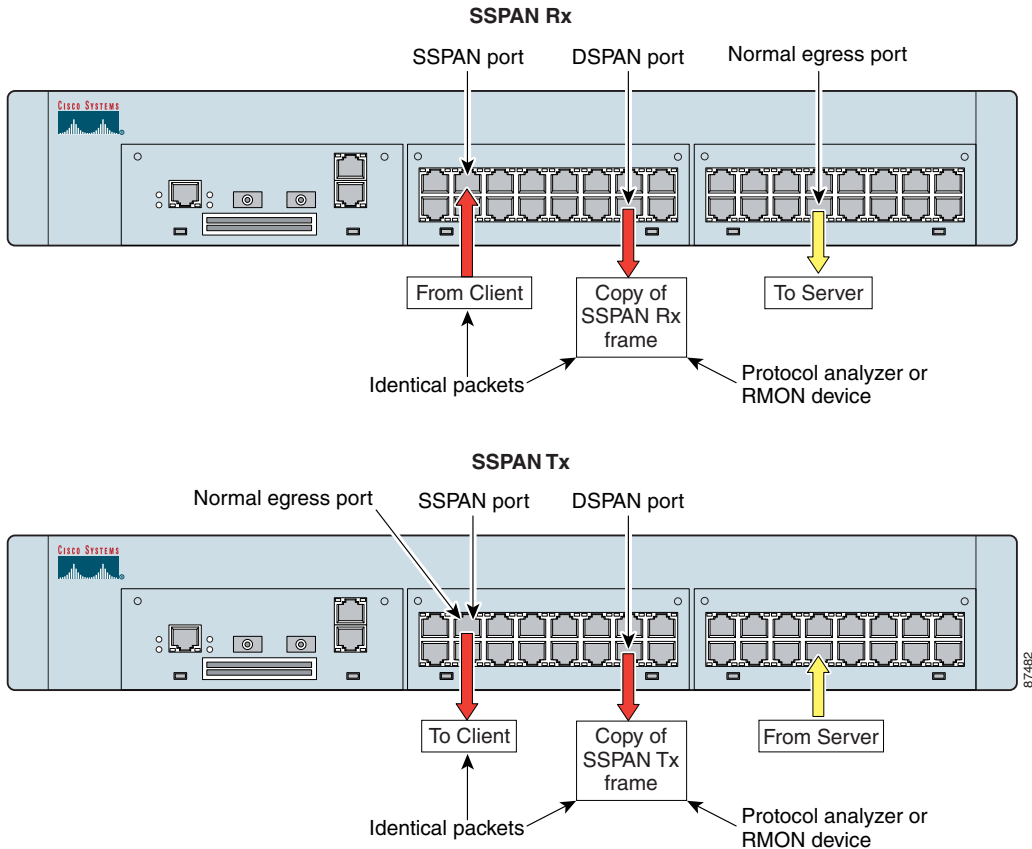 SSPAN Rx
SSPAN port
DSPAN port
Normal egress port
CISCO SYSTEMS
From Client
Copy of
SSPAN Rx
frame
To Server
Identical packets
Protocol analyzer or
RMON device
SSPAN Tx
Normal egress port
SSPAN port
DSPAN port
CISCO SYSTEMS
To Client
Copy of
SSPAN Tx
frame
From Server
87482
Identical packets
Protocol analyzer or
RMON device